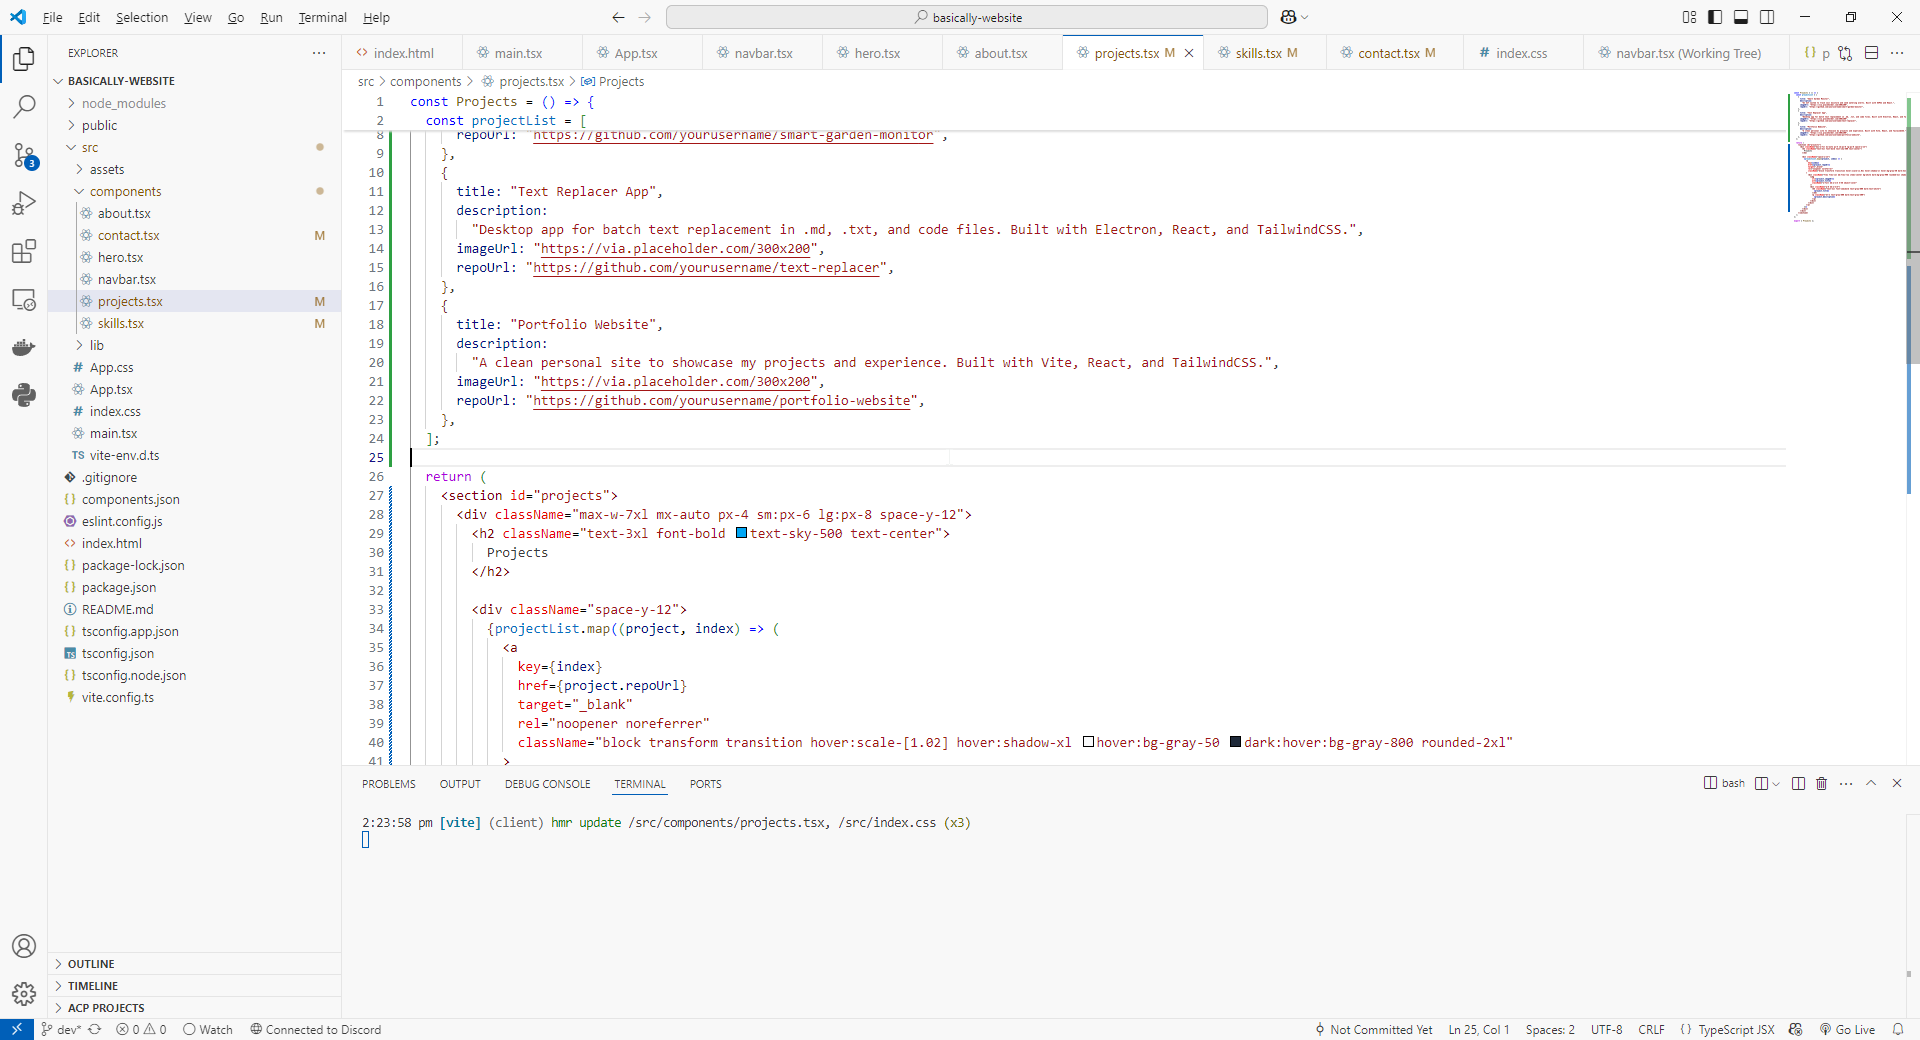 File Edit Selection View Go Run Terminal Help
basically-website
EXPLORER
BASICALLY-WEBSITE
node_modules
public
src
assets
components
about.tsx
contact.tsx M
hero.tsx
navbar.tsx
projects.tsx M
skills.tsx M
lib
App.css
App.tsx
index.css
main.tsx
TS vite-env.d.ts
.gitignore
components.json
eslint.config.js
index.html
package-lock.json
package.json
README.md
tsconfig.app.json
tsconfig.json
tsconfig.node.json
vite.config.ts
OUTLINE
TIMELINE
ACP PROJECTS
index.html main.tsx App.tsx navbar.tsx hero.tsx about.tsx projects.tsx M skills.tsx M contact.tsx M # index.css navbar.tsx (Working Tree) {} p
src > components > projects.tsx > Projects
1 const Projects = () => {
2 const projectList = [
8 repoUrl: "https://github.com/yourusername/smart-garden-monitor",
9 },
10 {
11 title: "Text Replacer App",
12 description:
13 "Desktop app for batch text replacement in .md, .txt, and code files. Built with Electron, React, and TailwindCSS.",
14 imageUrl: "https://via.placeholder.com/300x200",
15 repoUrl: "https://github.com/yourusername/text-replacer",
16 },
17 {
18 title: "Portfolio Website",
19 description:
20 "A clean personal site to showcase my projects and experience. Built with Vite, React, and TailwindCSS.",
21 imageUrl: "https://via.placeholder.com/300x200",
22 repoUrl: "https://github.com/yourusername/portfolio-website",
23 },
24 ];
25
26 return (
27 <section id="projects">
28 <div className="max-w-7xl mx-auto px-4 sm:px-6 lg:px-8 space-y-12">
29 <h2 className="text-3xl font-bold text-sky-500 text-center">
30 Projects
31 </h2>
32
33 <div className="space-y-12">
34 {projectList.map((project, index) => (
35 <a
36 key={index}
37 href={project.repoUrl}
38 target="_blank"
39 rel="noopener noreferrer"
40 className="block transform transition hover:scale-[1.02] hover:shadow-xl hover:bg-gray-50 dark:hover:bg-gray-800 rounded-2xl"
41 >
PROBLEMS OUTPUT DEBUG CONSOLE TERMINAL PORTS
bash
2:23:58 pm [vite] (client) hmr update /src/components/projects.tsx, /src/index.css (x3)
dev* 0 0 Watch Connected to Discord
Not Committed Yet Ln 25, Col 1 Spaces: 2 UTF-8 CRLF {} TypeScript JSX Go Live
3